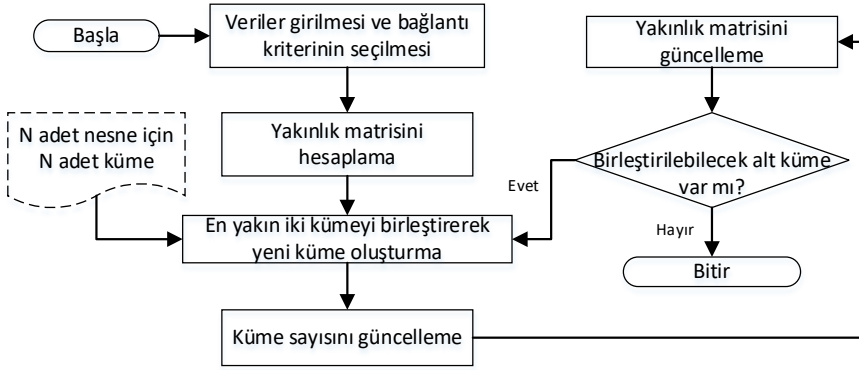 Başla
Veriler girilmesi ve bağlantı
kriterinin seçilmesi
Yakınlık matrisini
hesaplama
N adet nesne için
N adet küme
En yakın iki kümeyi birleştirerek
yeni küme oluşturma
Küme sayısını güncelleme
Yakınlık matrisini
güncelleme
Birleştirilebilecek alt küme
var mı?
Evet
Hayır
Bitir